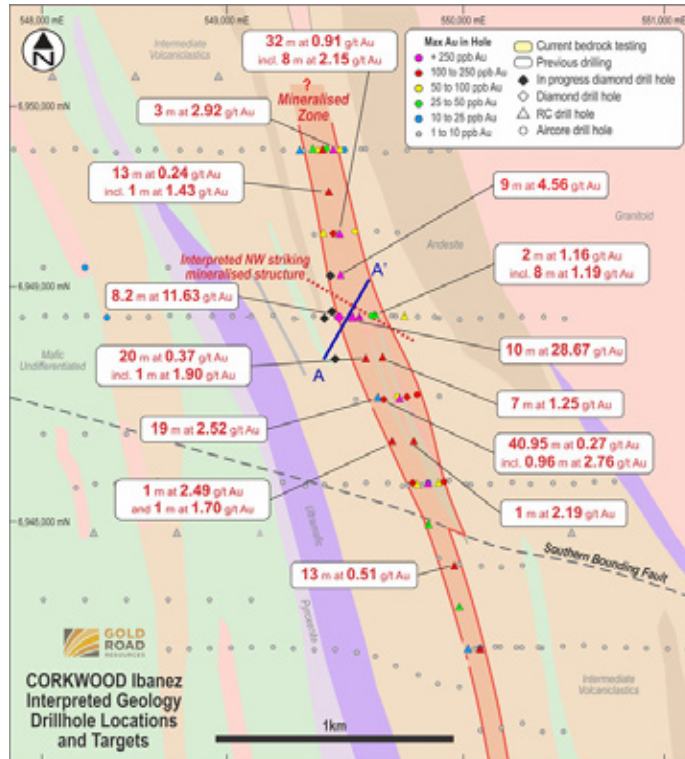 548,000 mE
549,000 mE
550,000 mE
551,000 mE
Intermediate
Volcaniclastics
N
32 m at 0.91 g/t Au
incl. 8 m at 2.15 g/t Au
Max Au in Hole
+ 250 ppb Au
100 to 250 ppb Au
50 to 100 ppb Au
25 to 50 ppb Au
10 to 25 ppb Au
1 to 10 ppb Au
Current bedrock testing
Previous drilling
In progress diamond drill hole
Diamond drill hole
RC drill hole
Aircore drill hole
6,950,000 mN
?
Mineralised
Zone
3 m at 2.92 g/t Au
13 m at 0.24 g/t Au
incl. 1 m at 1.43 g/t Au
9 m at 4.56 g/t Au
Granitoid
Andesite
Interpreted NW striking
mineralised structure
2 m at 1.16 g/t Au
incl. 8 m at 1.19 g/t Au
A'
6,949,000 mN
8.2 m at 11.63 g/t Au
Mafic
Undifferentiated
20 m at 0.37 g/t Au
incl. 1 m at 1.90 g/t Au
A
10 m at 28.67 g/t Au
7 m at 1.25 g/t Au
19 m at 2.52 g/t Au
40.95 m at 0.27 g/t Au
incl. 0.96 m at 2.76 g/t Au
1 m at 2.49 g/t Au
and 1 m at 1.70 g/t Au
1 m at 2.19 g/t Au
6,948,000 mN
Ultramafic
Southern Bounding Fault
13 m at 0.51 g/t Au
Pyroxenite
GOLD
ROAD
RESOURCES
Intermediate
Volcaniclastics
CORKWOOD Ibanez
Interpreted Geology
Drillhole Locations
and Targets
1km